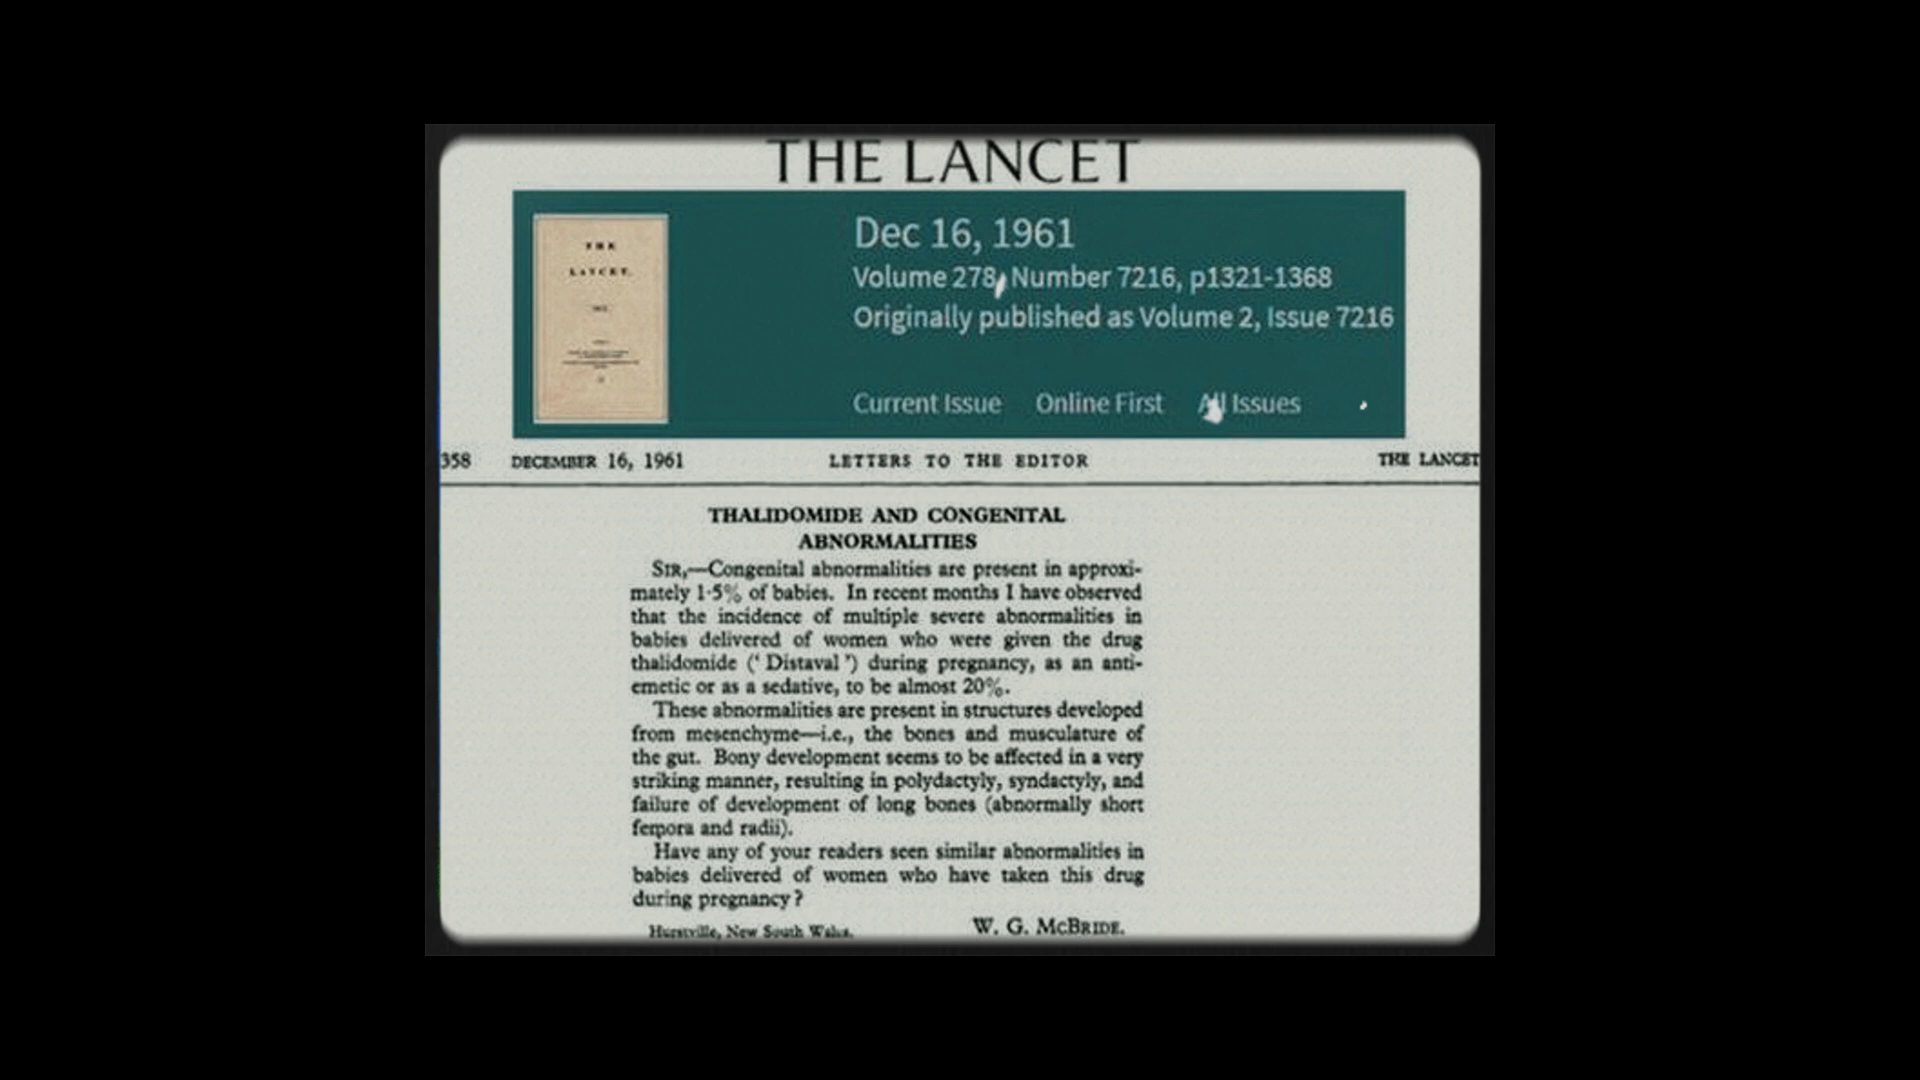 THE LANCET
THE
LANCET.
Dec 16, 1961
Volume 278, Number 7216, p1321-1368
Originally published as Volume 2, Issue 7216
Current Issue Online First All Issues
358 DECEMBER 16, 1961 LETTERS TO THE EDITOR THE LANCET
THALIDOMIDE AND CONGENITAL
ABNORMALITIES
SIR,—Congenital abnormalities are present in approxi-
mately 1·5% of babies. In recent months I have observed
that the incidence of multiple severe abnormalities in
babies delivered of women who were given the drug
thalidomide (‘ Distaval ’) during pregnancy, as an anti-
emetic or as a sedative, to be almost 20%.
These abnormalities are present in structures developed
from mesenchyme—i.e., the bones and musculature of
the gut. Bony development seems to be affected in a very
striking manner, resulting in polydactyly, syndactyly, and
failure of development of long bones (abnormally short
femora and radii).
Have any of your readers seen similar abnormalities in
babies delivered of women who have taken this drug
during pregnancy?
Hurstville, New South Wales. W. G. McBRIDE.